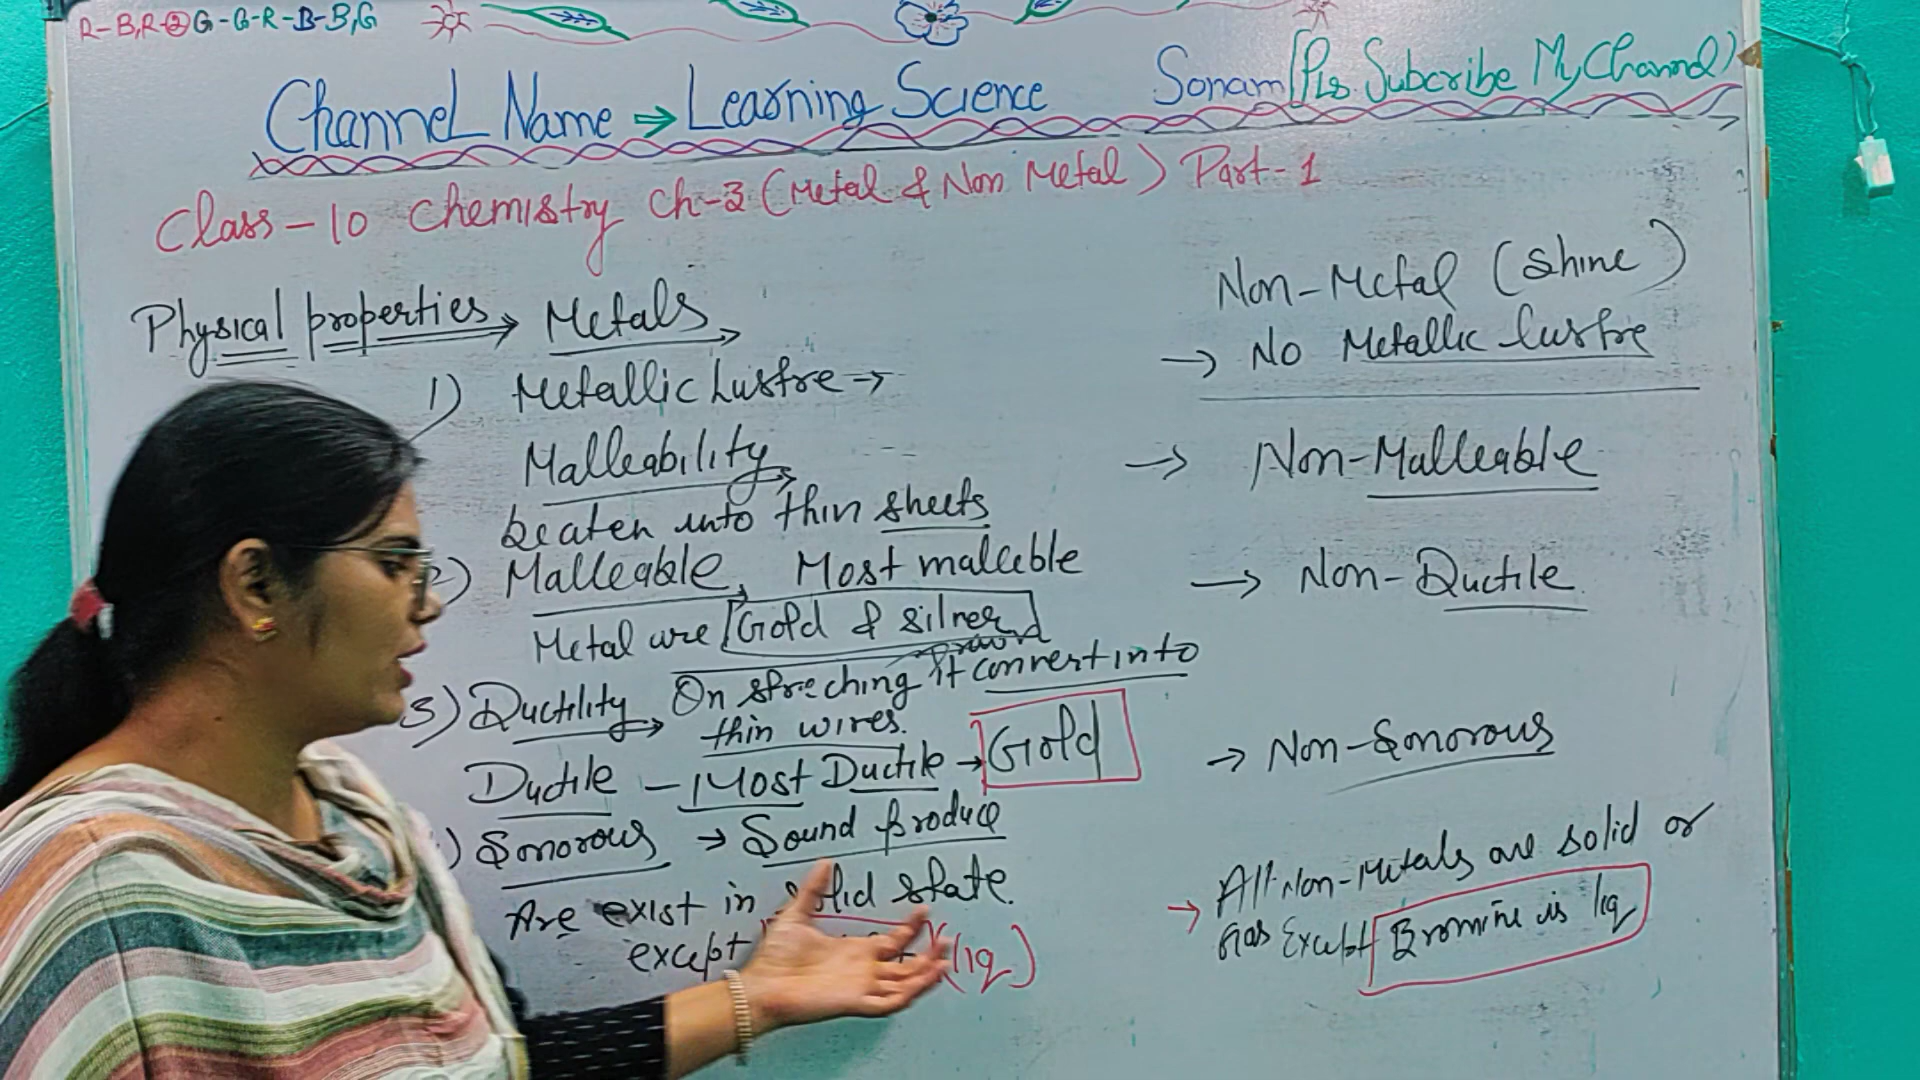 R-B,R-②G-G-R-B-B,G
Channel Name → Learning Science Sonam (Pls. Subcribe My Channel)
Class-10 Chemistry Ch-3 (Metal & Non Metal) Part-1
Physical properties → Metals
Non-Metal (Shine)
1) Metallic Lustre →
→ No Metallic lustre
Malleability →
→ Non-Malleable
beaten into thin sheets
2) Malleable, Most malleble
→ Non-Ductile
Metal are Gold & silver
3) Ductility → On streching it convert into
thin wires.
Ductile - Most Ductile → Gold
→ Non-Sonorous
) Sonorous → Sound produce
Are exist in solid state.
except (liq)
→ All Non-Metals are solid or
Gas Except Bromine is liq